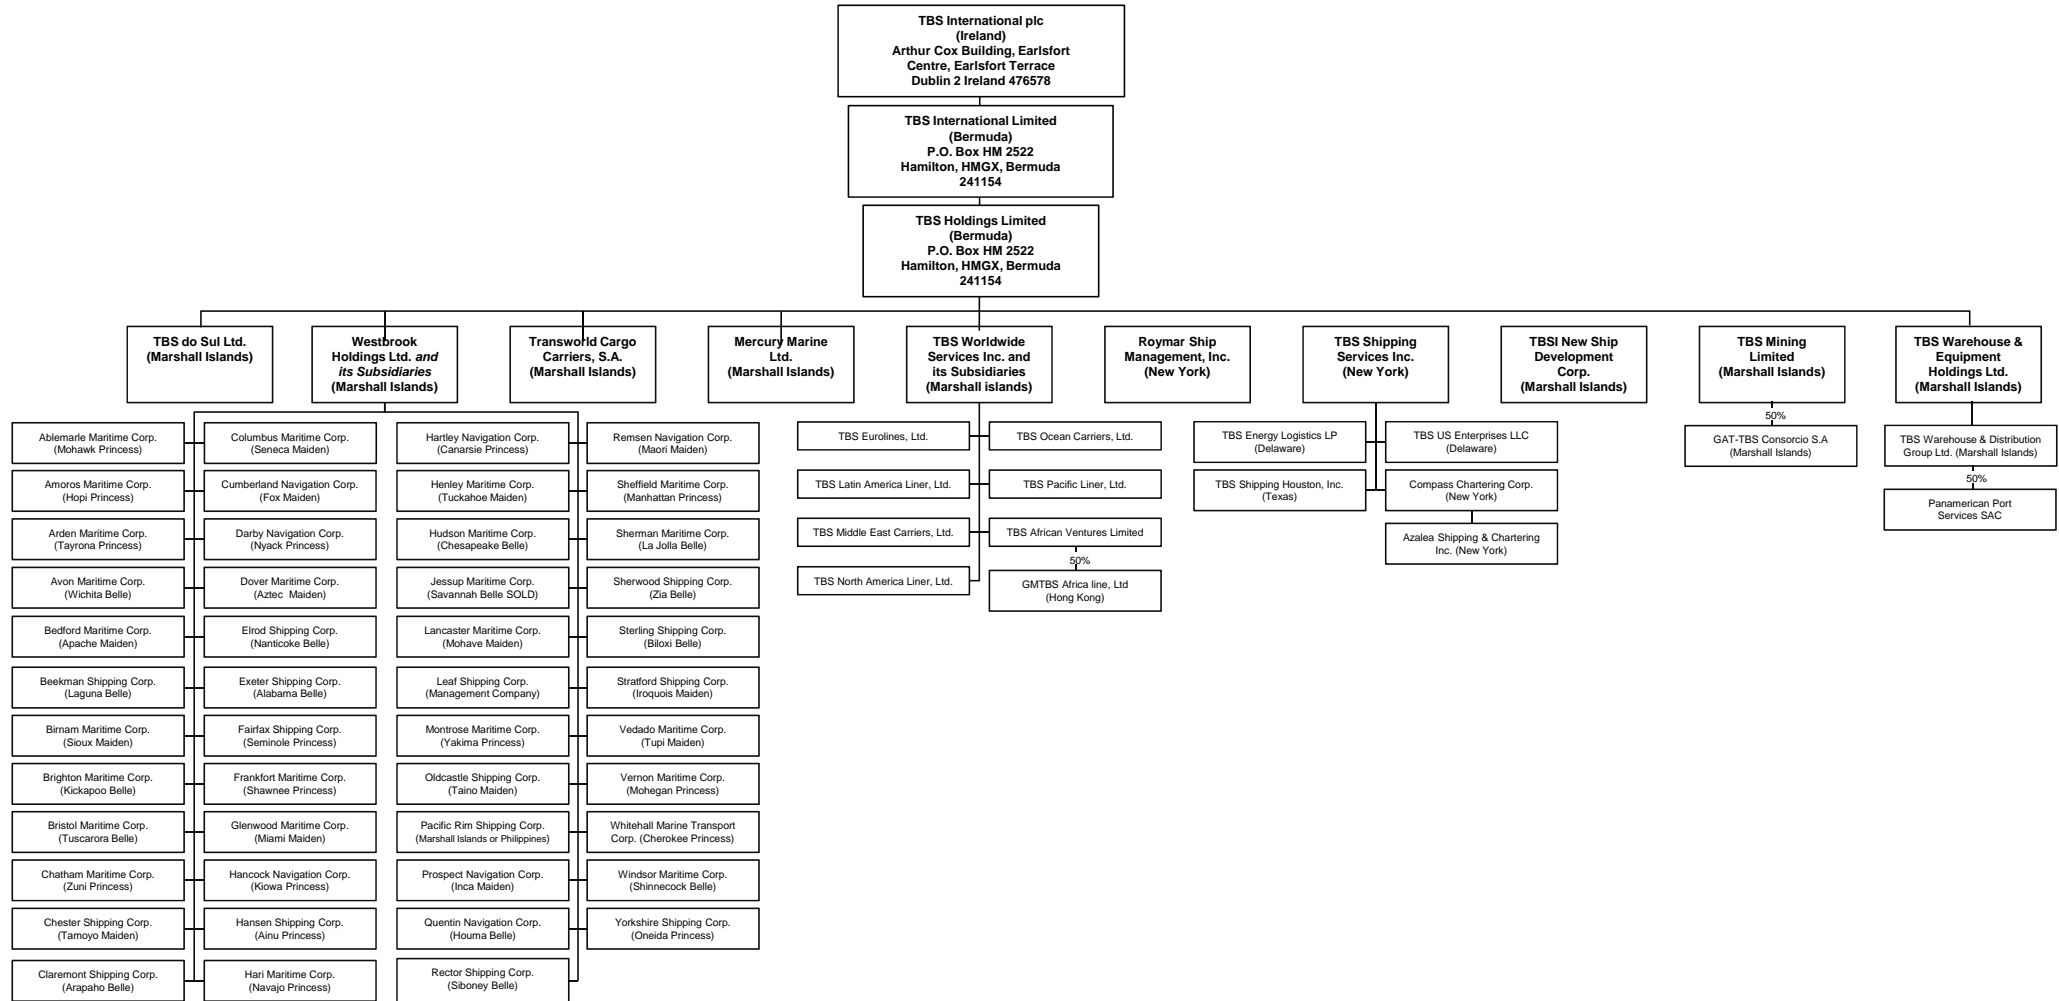 TBS International plc
(Ireland)
Arthur Cox Building, Earlsfort
Centre, Earlsfort Terrace
Dublin 2 Ireland 476578
TBS International Limited
(Bermuda)
P.O. Box HM 2522
Hamilton, HMGX, Bermuda
241154
TBS Holdings Limited
(Bermuda)
P.O. Box HM 2522
Hamilton, HMGX, Bermuda
241154
TBS do Sul Ltd.
(Marshall Islands)
Westbrook
Holdings Ltd. and
its Subsidiaries
(Marshall Islands)
Transworld Cargo
Carriers, S.A.
(Marshall Islands)
Mercury Marine
Ltd.
(Marshall Islands)
TBS Worldwide
Services Inc. and
its Subsidiaries
(Marshall islands)
Roymar Ship
Management, Inc.
(New York)
TBS Shipping
Services Inc.
(New York)
TBSI New Ship
Development
Corp.
(Marshall Islands)
TBS Mining
Limited
(Marshall Islands)
TBS Warehouse &
Equipment
Holdings Ltd.
(Marshall Islands)
Ablemarle Maritime Corp.
(Mohawk Princess)
Amoros Maritime Corp.
(Hopi Princess)
Arden Maritime Corp.
(Tayrona Princess)
Avon Maritime Corp.
(Wichita Belle)
Bedford Maritime Corp.
(Apache Maiden)
Beekman Shipping Corp.
(Laguna Belle)
Birnam Maritime Corp.
(Sioux Maiden)
Brighton Maritime Corp.
(Kickapoo Belle)
Bristol Maritime Corp.
(Tuscarora Belle)
Chatham Maritime Corp.
(Zuni Princess)
Chester Shipping Corp.
(Tamoyo Maiden)
Claremont Shipping Corp.
(Arapaho Belle)
Columbus Maritime Corp.
(Seneca Maiden)
Cumberland Navigation Corp.
(Fox Maiden)
Darby Navigation Corp.
(Nyack Princess)
Dover Maritime Corp.
(Aztec Maiden)
Elrod Shipping Corp.
(Nanticoke Belle)
Exeter Shipping Corp.
(Alabama Belle)
Fairfax Shipping Corp.
(Seminole Princess)
Frankfort Maritime Corp.
(Shawnee Princess)
Glenwood Maritime Corp.
(Miami Maiden)
Hancock Navigation Corp.
(Kiowa Princess)
Hansen Shipping Corp.
(Ainu Princess)
Hari Maritime Corp.
(Navajo Princess)
Hartley Navigation Corp.
(Canarsie Princess)
Henley Maritime Corp.
(Tuckahoe Maiden)
Hudson Maritime Corp.
(Chesapeake Belle)
Jessup Maritime Corp.
(Savannah Belle SOLD)
Lancaster Maritime Corp.
(Mohave Maiden)
Leaf Shipping Corp.
(Management Company)
Montrose Maritime Corp.
(Yakima Princess)
Oldcastle Shipping Corp.
(Taino Maiden)
Pacific Rim Shipping Corp.
(Marshall Islands or Philippines)
Prospect Navigation Corp.
(Inca Maiden)
Quentin Navigation Corp.
(Houma Belle)
Rector Shipping Corp.
(Siboney Belle)
Remsen Navigation Corp.
(Maori Maiden)
Sheffield Maritime Corp.
(Manhattan Princess)
Sherman Maritime Corp.
(La Jolla Belle)
Sherwood Shipping Corp.
(Zia Belle)
Sterling Shipping Corp.
(Biloxi Belle)
Stratford Shipping Corp.
(Iroquois Maiden)
Vedado Maritime Corp.
(Tupi Maiden)
Vernon Maritime Corp.
(Mohegan Princess)
Whitehall Marine Transport
Corp. (Cherokee Princess)
Windsor Maritime Corp.
(Shinnecock Belle)
Yorkshire Shipping Corp.
(Oneida Princess)
TBS Eurolines, Ltd.
TBS Latin America Liner, Ltd.
TBS Middle East Carriers, Ltd.
TBS North America Liner, Ltd.
TBS Ocean Carriers, Ltd.
TBS Pacific Liner, Ltd.
TBS African Ventures Limited
50%
GMTBS Africa line, Ltd
(Hong Kong)
TBS Energy Logistics LP
(Delaware)
TBS Shipping Houston, Inc.
(Texas)
TBS US Enterprises LLC
(Delaware)
Compass Chartering Corp.
(New York)
Azalea Shipping & Chartering
Inc. (New York)
50%
GAT-TBS Consorcio S.A
(Marshall Islands)
TBS Warehouse & Distribution
Group Ltd. (Marshall Islands)
50%
Panamerican Port
Services SAC